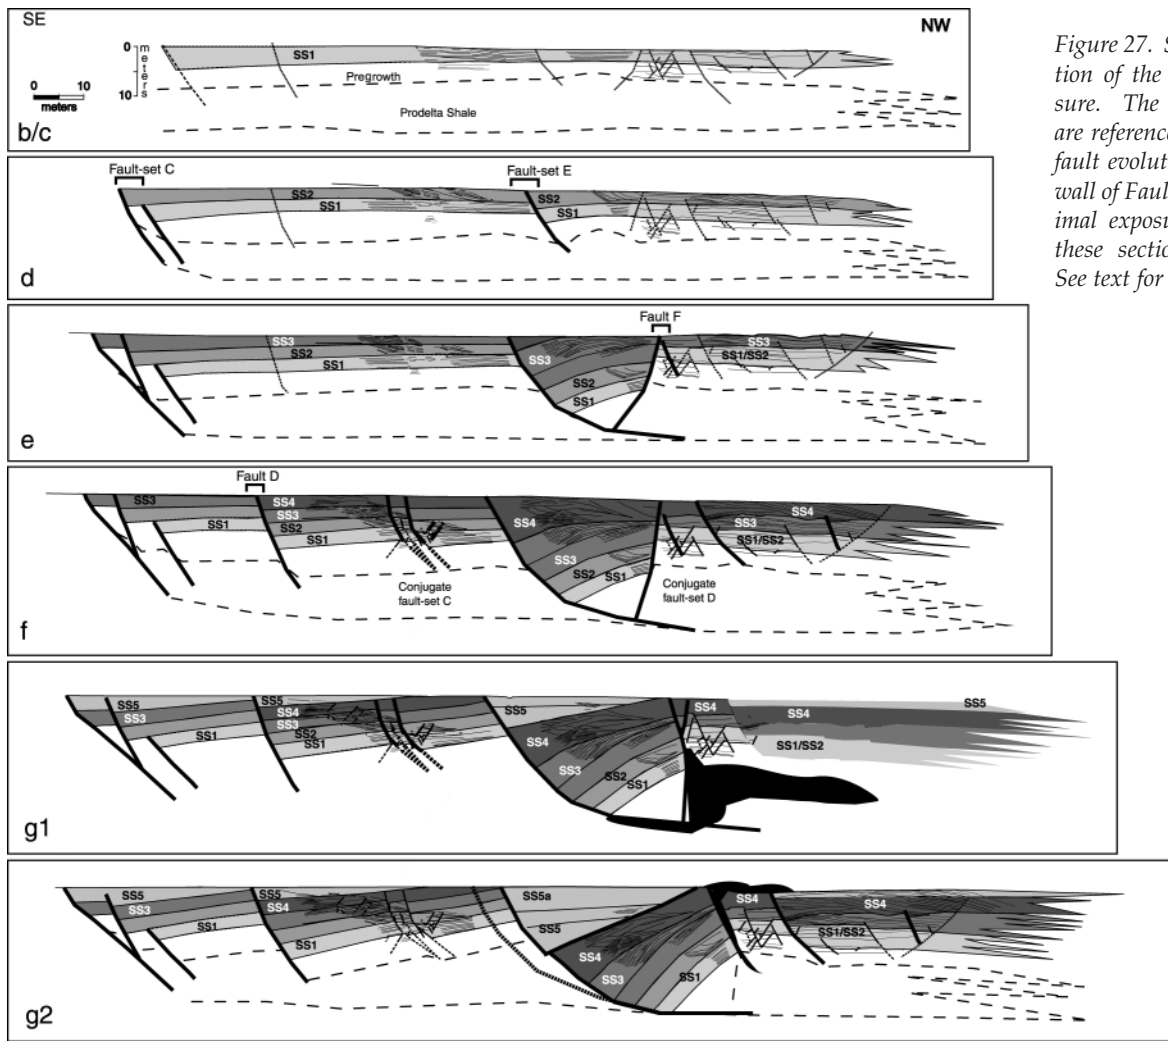 SE
NW
0
meters
10
0 10
meters
SS1
Pregrowth
Prodelta Shale
b/c
Figure 27. S
tion of the
sure. The
are reference
fault evolut
wall of Faul
imal exposu
these sectio
See text for
Fault-set C
Fault-set E
SS2
SS2
SS1
SS1
d
Fault F
SS3
SS2
SS1
SS3
SS2
SS1
SS3
SS1/SS2
e
Fault D
SS3
SS1
SS4
SS3
SS2
SS1
SS4
SS3
SS2
SS1
SS4
SS3
SS1/SS2
Conjugate
fault-set C
Conjugate
fault-set D
f
SS5
SS3
SS1
SS5
SS4
SS3
SS2
SS1
SS5
SS4
SS3
SS2
SS1
SS4
SS4
SS5
SS1/SS2
g1
SS5
SS3
SS1
SS5
SS4
SS1
SS5a
SS5
SS4
SS3
SS1
SS4
SS4
SS1/SS2
g2